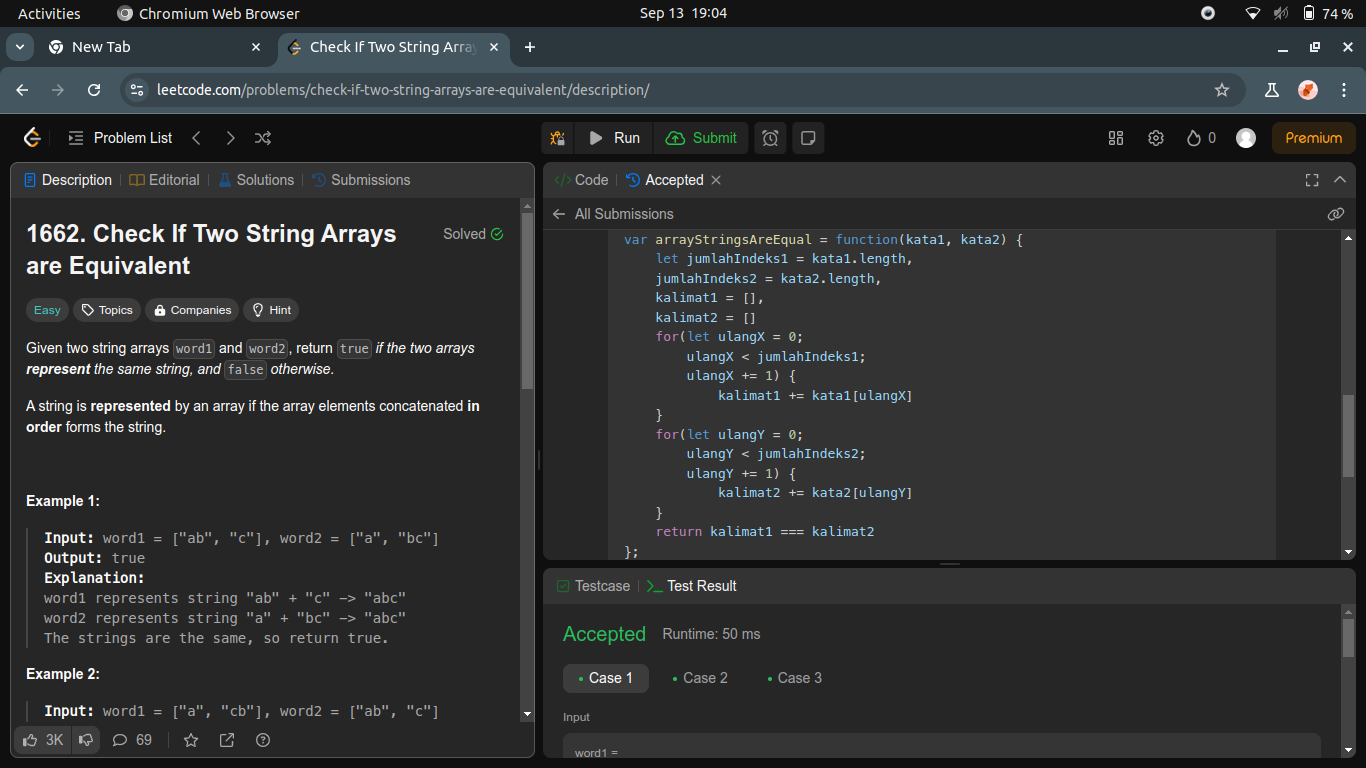 Activities Chromium Web Browser Sep 13 19:04 74 %
New Tab Check If Two String Arra
leetcode.com/problems/check-if-two-string-arrays-are-equivalent/description/
Problem List Run Submit 0 Premium
Description Editorial Solutions Submissions
1662. Check If Two String Arrays
are Equivalent
Solved
Easy Topics Companies Hint
Given two string arrays word1 and word2, return true if the two arrays
represent the same string, and false otherwise.
A string is represented by an array if the array elements concatenated in
order forms the string.
Example 1:
Input: word1 = ["ab", "c"], word2 = ["a", "bc"]
Output: true
Explanation:
word1 represents string "ab" + "c" -> "abc"
word2 represents string "a" + "bc" -> "abc"
The strings are the same, so return true.
Example 2:
Input: word1 = ["a", "cb"], word2 = ["ab", "c"]
3K 69
Code Accepted
All Submissions
var arrayStringsAreEqual = function(kata1, kata2) {
let jumlahIndeks1 = kata1.length,
jumlahIndeks2 = kata2.length,
kalimat1 = [],
kalimat2 = []
for(let ulangX = 0;
ulangX < jumlahIndeks1;
ulangX += 1) {
kalimat1 += kata1[ulangX]
}
for(let ulangY = 0;
ulangY < jumlahIndeks2;
ulangY += 1) {
kalimat2 += kata2[ulangY]
}
return kalimat1 === kalimat2
};
Testcase Test Result
Accepted Runtime: 50 ms
Case 1 Case 2 Case 3
Input
word1 =